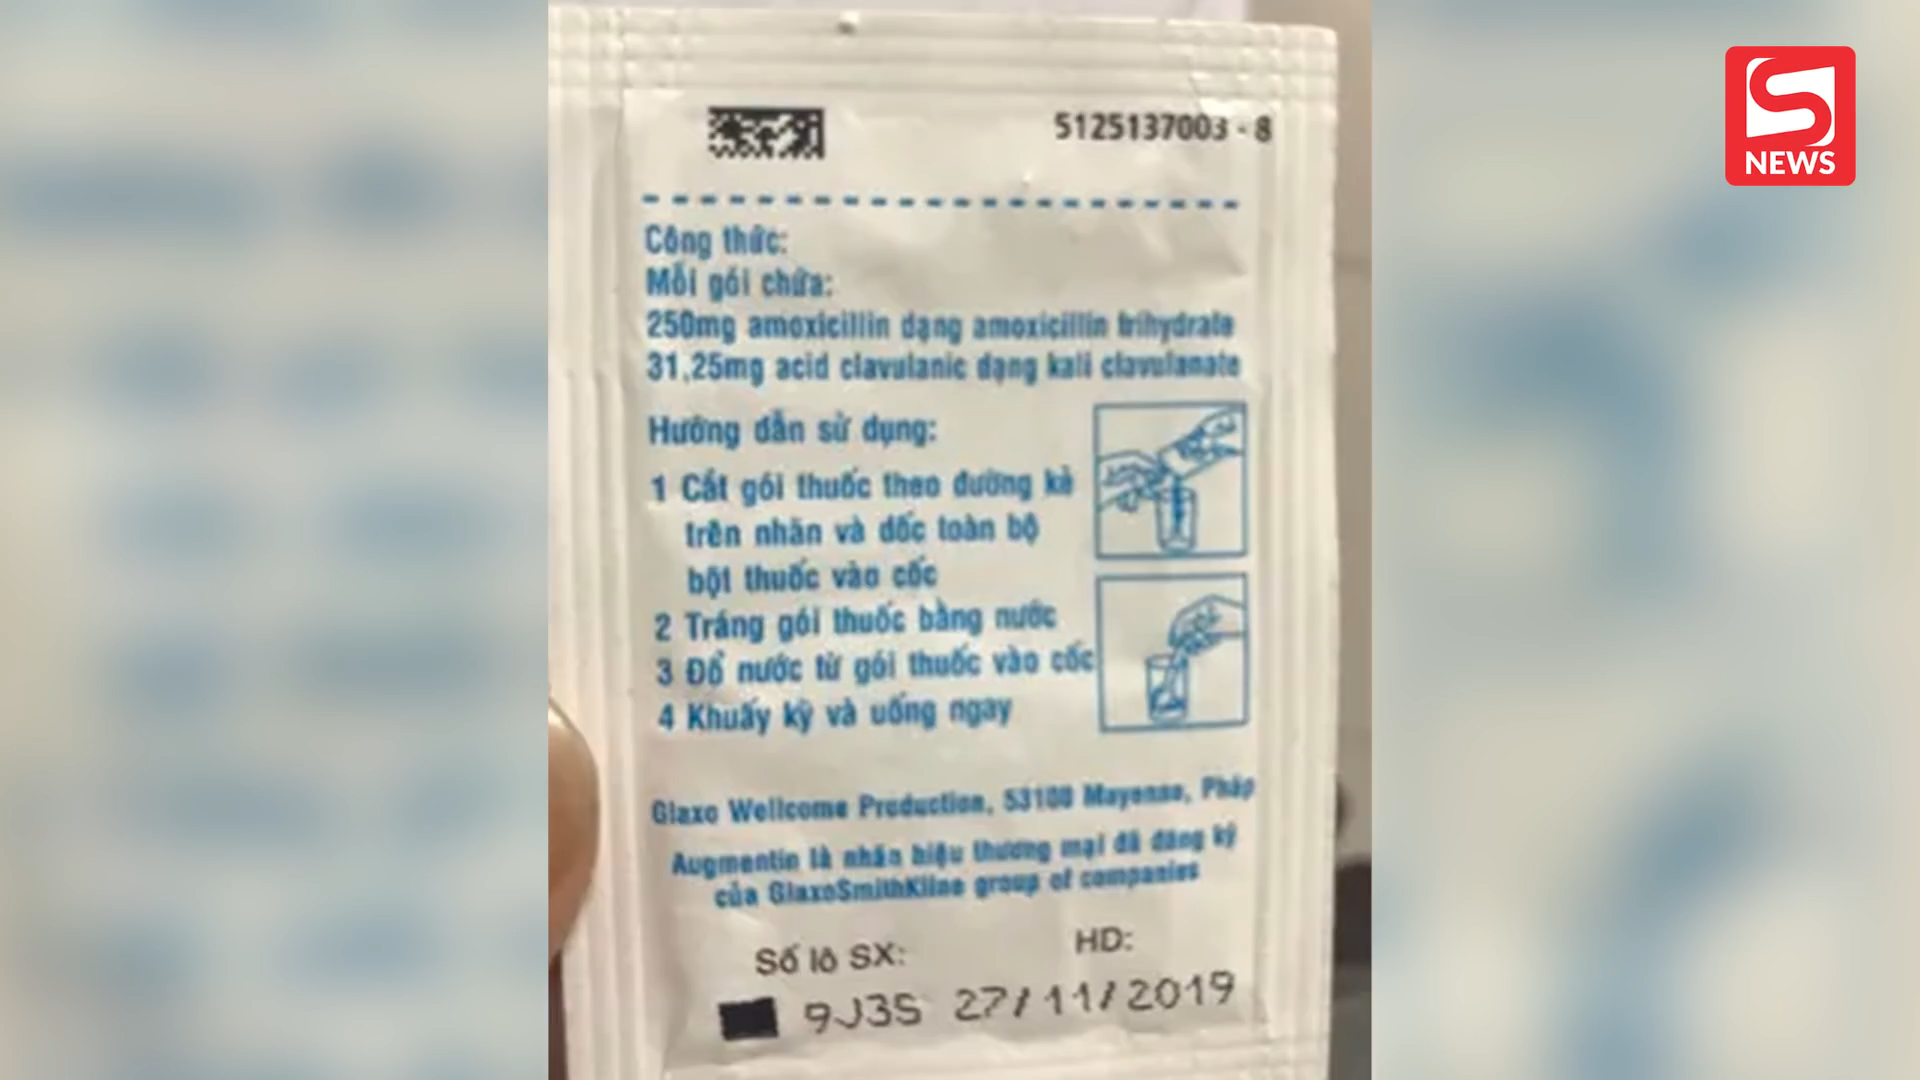 5125137003 - 8
S
NEWS
Công thức:
Mỗi gói chứa:
250mg amoxicillin dạng amoxicillin trihydrate
31,25mg acid clavulanic dạng kali clavulanate
Hướng dẫn sử dụng:
1 Cắt gói thuốc theo đường kẻ
trên nhãn và dốc toàn bộ
bột thuốc vào cốc
2 Tráng gói thuốc bằng nước
3 Đổ nước từ gói thuốc vào cốc
4 Khuấy kỹ và uống ngay
Glaxo Wellcome Production, 53100 Mayenne, Pháp
Augmentin là nhãn hiệu thương mại đã đăng ký
của GlaxoSmithKline group of companies
Số lô SX: HD:
9J3S 27/11/2019